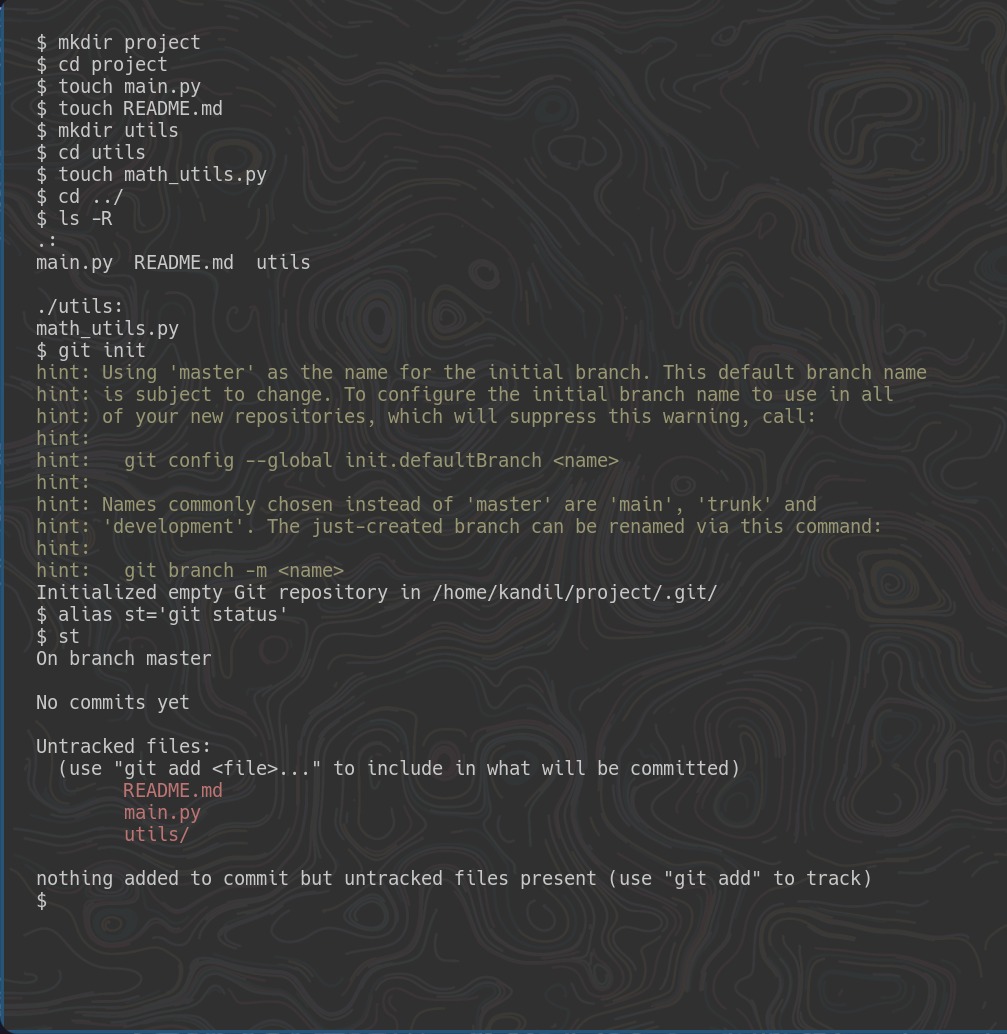 $ mkdir project
$ cd project
$ touch main.py
$ touch README.md
$ mkdir utils
$ cd utils
$ touch math_utils.py
$ cd ../
$ ls -R
.:
main.py  README.md  utils

./utils:
math_utils.py
$ git init
hint: Using 'master' as the name for the initial branch. This default branch name
hint: is subject to change. To configure the initial branch name to use in all
hint: of your new repositories, which will suppress this warning, call:
hint:
hint:   git config --global init.defaultBranch <name>
hint:
hint: Names commonly chosen instead of 'master' are 'main', 'trunk' and
hint: 'development'. The just-created branch can be renamed via this command:
hint:
hint:   git branch -m <name>
Initialized empty Git repository in /home/kandil/project/.git/
$ alias st='git status'
$ st
On branch master

No commits yet

Untracked files:
  (use "git add <file>..." to include in what will be committed)
        README.md
        main.py
        utils/

nothing added to commit but untracked files present (use "git add" to track)
$